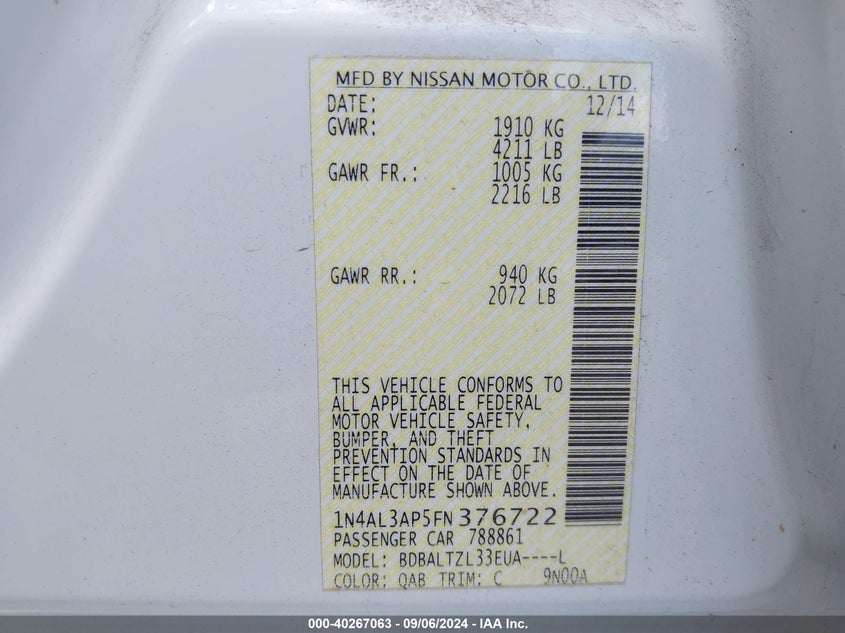 MFD BY NISSAN MOTOR CO., LTD.
DATE: 12/14
GVWR: 1910 KG
4211 LB
GAWR FR.: 1005 KG
2216 LB
GAWR RR.: 940 KG
2072 LB
THIS VEHICLE CONFORMS TO
ALL APPLICABLE FEDERAL
MOTOR VEHICLE SAFETY,
BUMPER, AND THEFT
PREVENTION STANDARDS IN
EFFECT ON THE DATE OF
MANUFACTURE SHOWN ABOVE.
1N4AL3AP5FN376722
PASSENGER CAR 788861
MODEL: BDBALTZL33EUA----L
COLOR: QAB TRIM: C 9N00A
000-40267063 - 09/06/2024 - IAA Inc.